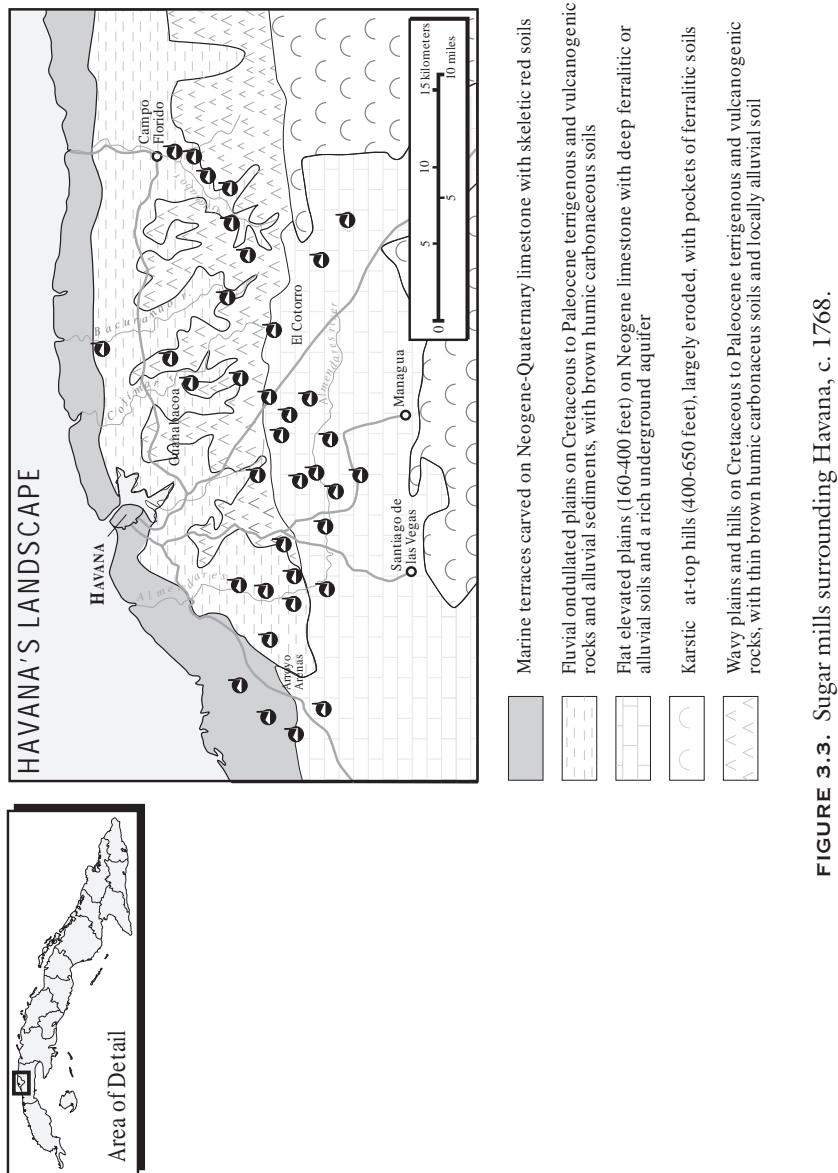 HAVANA'S LANDSCAPE
HAVANA
Almendares
Guanabacoa
Cojimar r.
Bacuranao r.
Campo
Florido
Arroyo
Arenas
Santiago de
las Vegas
Managua
El Cotorro
Almendares river
0
5
10
15 kilometers
5
10 miles
Area of Detail
Marine terraces carved on Neogene-Quaternary limestone with skeletic red soils
Fluvial ondullated plains on Cretaceous to Paleocene terrigenous and vulcanogenic
rocks and alluvial sediments, with brown humic carbonaceous soils
Flat elevated plains (160-400 feet) on Neogene limestone with deep ferralitic or
alluvial soils and a rich underground aquifer
Karstic at-top hills (400-650 feet), largely eroded, with pockets of ferralitic soils
Wavy plains and hills on Cretaceous to Paleocene terrigenous and vulcanogenic
rocks, with thin brown humic carbonaceus soils and locally alluvial soil
FIGURE 3.3. Sugar mills surrounding Havana, c. 1768.